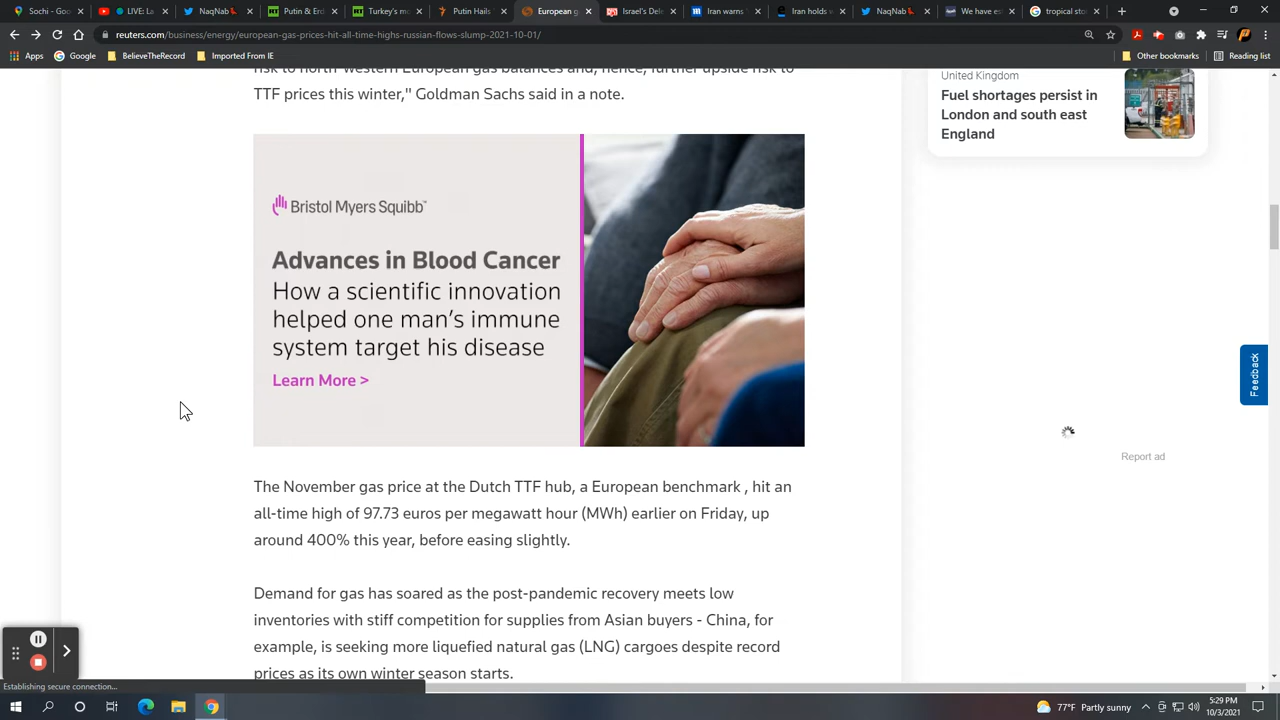 Sochi - Goo
LIVE: La
NaqNab
Putin & Erd
Turkey's mo
Putin Hails
European ga
Israel's Dele
Iran warns
Iran leads wi
NaqNab
We have est
tropical stor
reuters.com/business/energy/european-gas-prices-hit-all-time-highs-russian-flows-slump-2021-10-01/
Apps
Google
BelieveTheRecord
Imported From IE
Other bookmarks
Reading list
risk to north-western European gas balances and, hence, further upside risk to
TTF prices this winter," Goldman Sachs said in a note.
United Kingdom
Fuel shortages persist in
London and south east
England
Bristol Myers Squibb™
Advances in Blood Cancer
How a scientific innovation
helped one man's immune
system target his disease
Learn More >
Feedback
Report ad
The November gas price at the Dutch TTF hub, a European benchmark , hit an
all-time high of 97.73 euros per megawatt hour (MWh) earlier on Friday, up
around 400% this year, before easing slightly.
Demand for gas has soared as the post-pandemic recovery meets low
inventories with stiff competition for supplies from Asian buyers - China, for
example, is seeking more liquefied natural gas (LNG) cargoes despite record
prices as its own winter season starts.
Establishing secure connection...
77°F Partly sunny
5:29 PM
10/3/2021